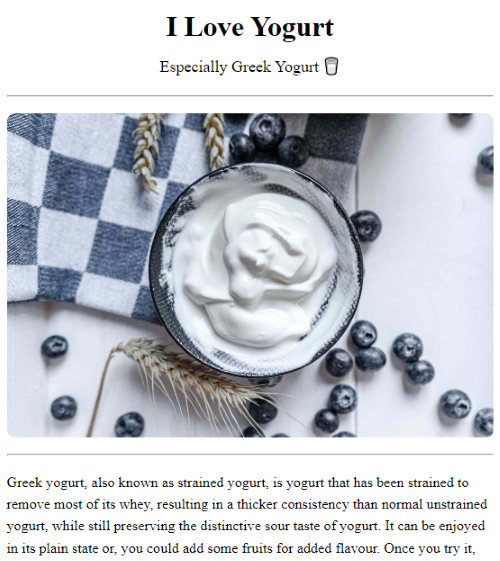 I Love Yogurt
Especially Greek Yogurt 🥛
Greek yogurt, also known as strained yogurt, is yogurt that has been strained to
remove most of its whey, resulting in a thicker consistency than normal unstrained
yogurt, while still preserving the distinctive sour taste of yogurt. It can be enjoyed
in its plain state or, you could add some fruits for added flavour. Once you try it,